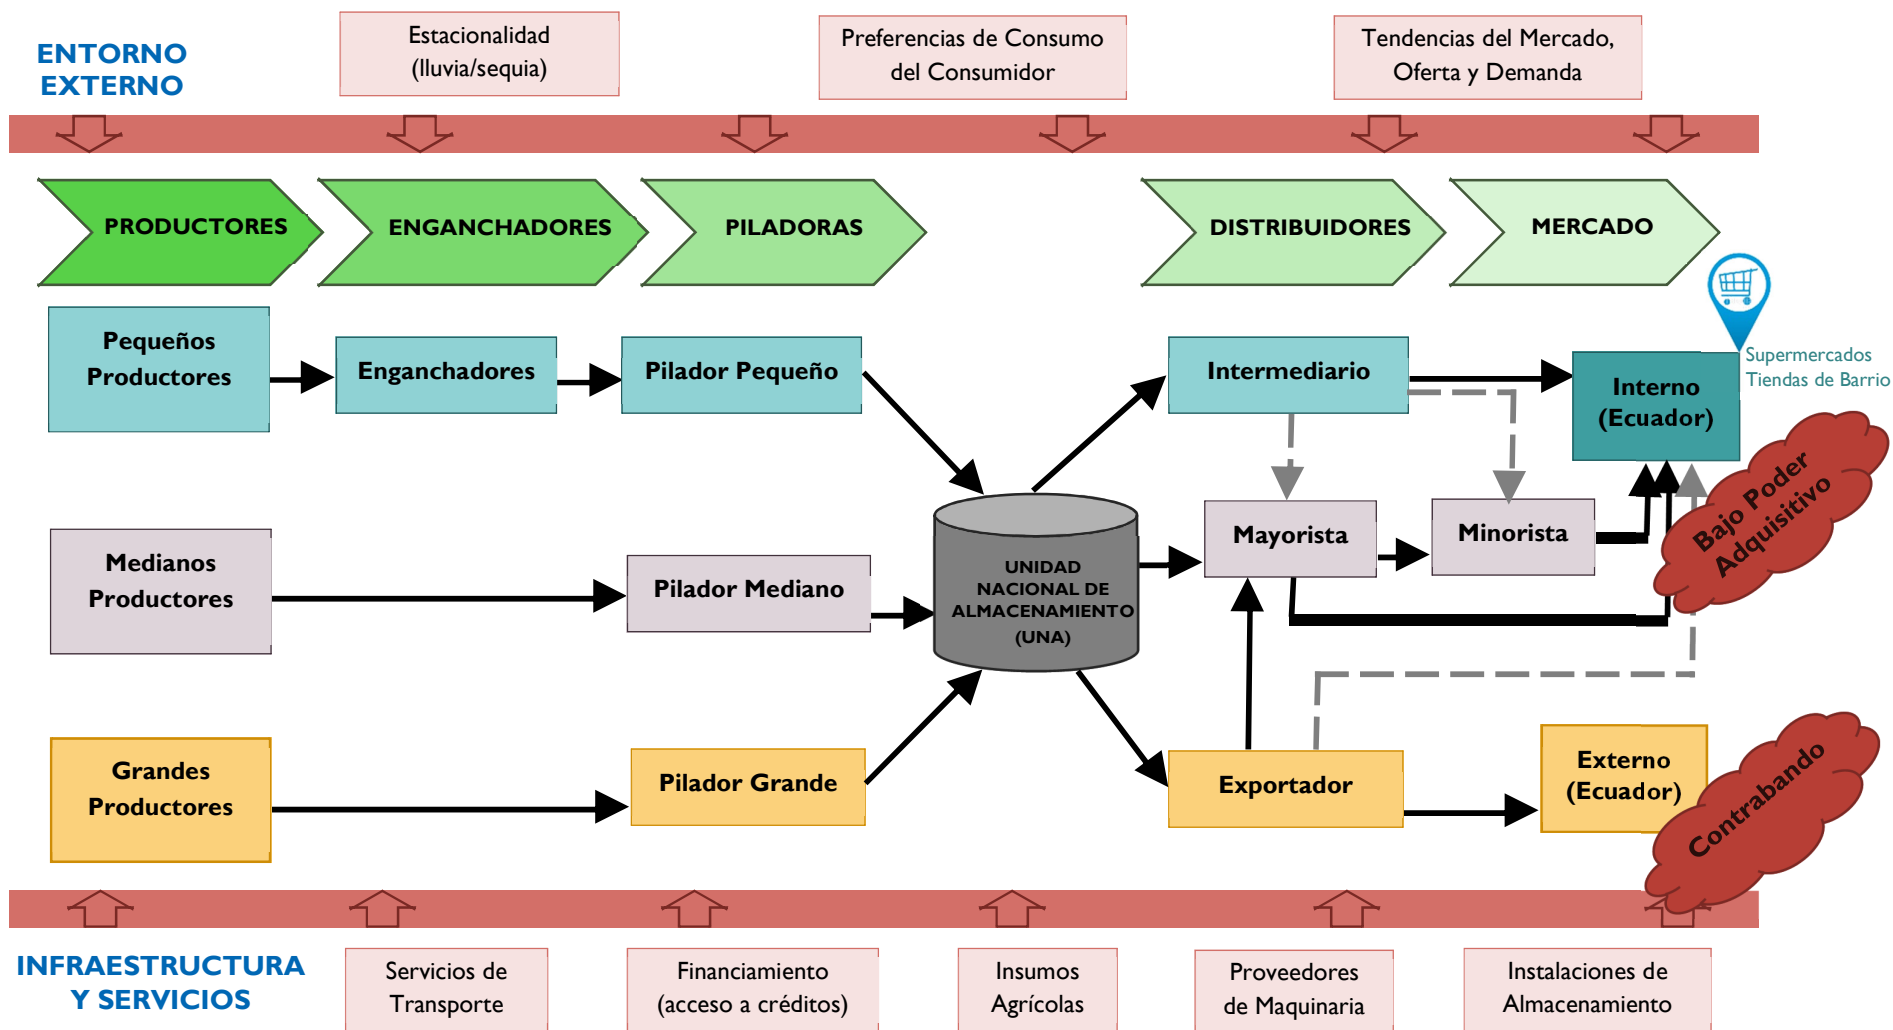 ENTORNO
EXTERNO
Estacionalidad
(lluvia/sequia)
Preferencias de Consumo
del Consumidor
Tendencias del Mercado,
Oferta y Demanda
PRODUCTORES
ENGANCHADORES
PILADORAS
DISTRIBUIDORES
MERCADO
Pequeños
Productores
Enganchadores
Pilador Pequeño
Intermediario
Interno
(Ecuador)
Supermercados
Tiendas de Barrio
Bajo Poder
Adquisitivo
Medianos
Productores
Pilador Mediano
UNIDAD
NACIONAL DE
ALMACENAMIENTO
(UNA)
Mayorista
Minorista
Grandes
Productores
Pilador Grande
Exportador
Externo
(Ecuador)
Contrabando
INFRAESTRUCTURA
Y SERVICIOS
Servicios de
Transporte
Financiamiento
(acceso a créditos)
Insumos
Agrícolas
Proveedores
de Maquinaria
Instalaciones de
Almacenamiento